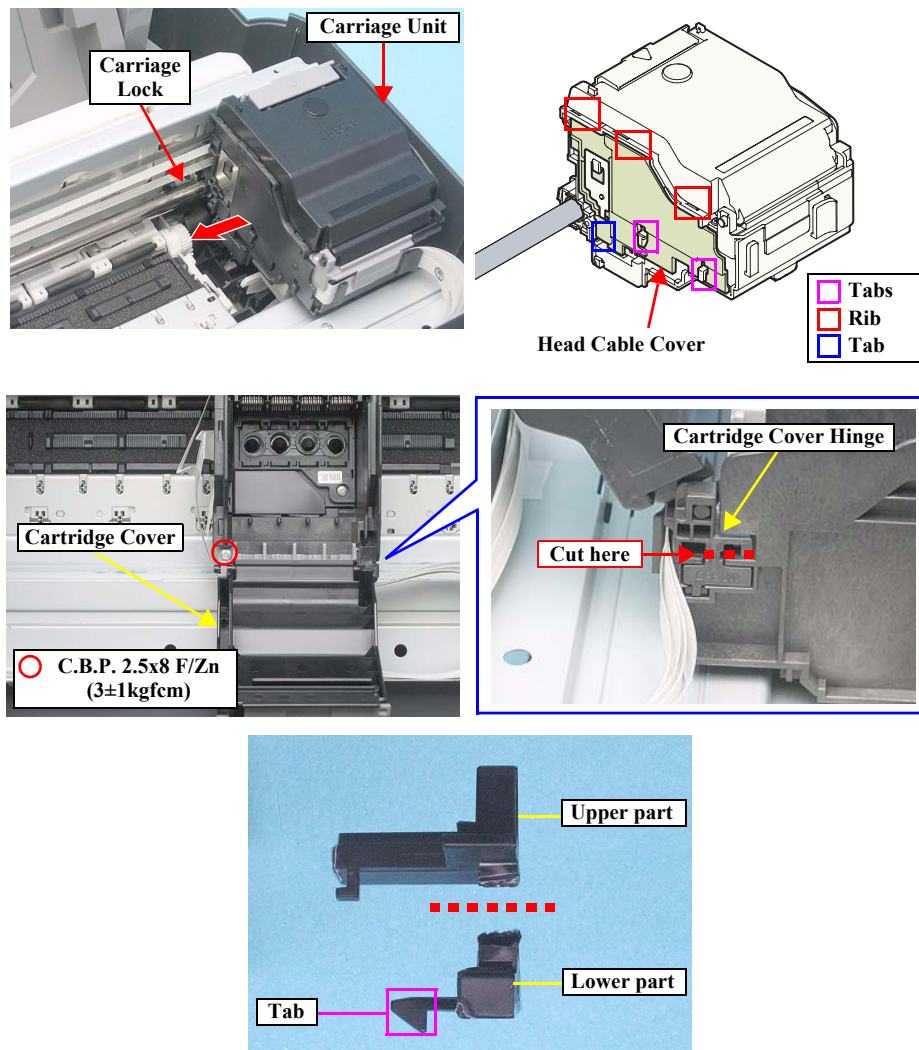 Carriage Unit
Carriage
Lock
EPSON
Head Cable Cover
Tabs
Rib
Tab
Cartridge Cover
C.B.P. 2.5x8 F/Zn
(3±1kgfcm)
Cartridge Cover Hinge
Cut here
Upper part
Lower part
Tab